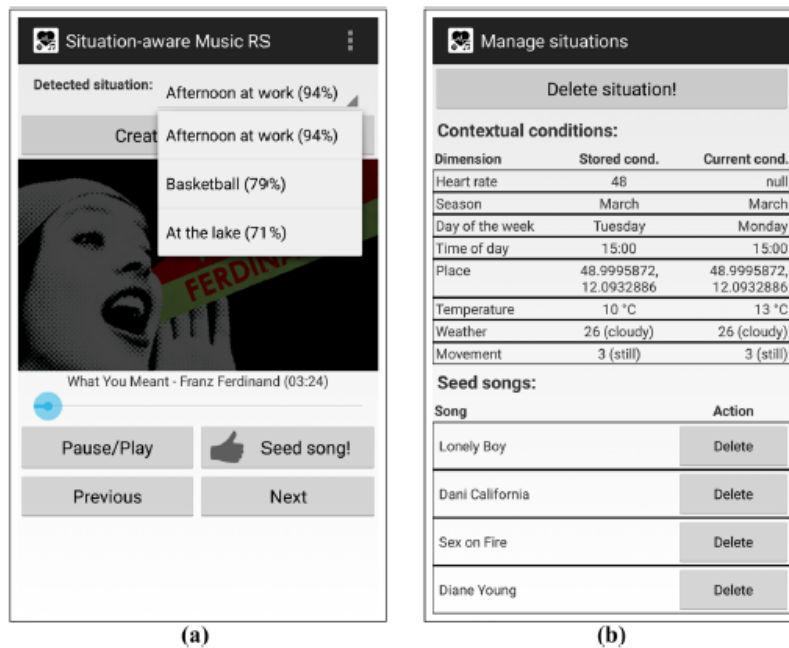 Situation-aware Music RS
Detected situation: Afternoon at work (94%)
Creat
Afternoon at work (94%)
Basketball (79%)
At the lake (71%)
FERDINA
What You Meant - Franz Ferdinand (03:24)
Pause/Play Seed song!
Previous Next
(a)
Manage situations
Delete situation!
Contextual conditions:
Dimension Stored cond. Current cond.
Heart rate 48 null
Season March March
Day of the week Tuesday Monday
Time of day 15:00 15:00
Place 48.9995872, 48.9995872,
12.0932886 12.0932886
Temperature 10 °C 13 °C
Weather 26 (cloudy) 26 (cloudy)
Movement 3 (still) 3 (still)
Seed songs:
Song Action
Lonely Boy Delete
Dani California Delete
Sex on Fire Delete
Diane Young Delete
(b)